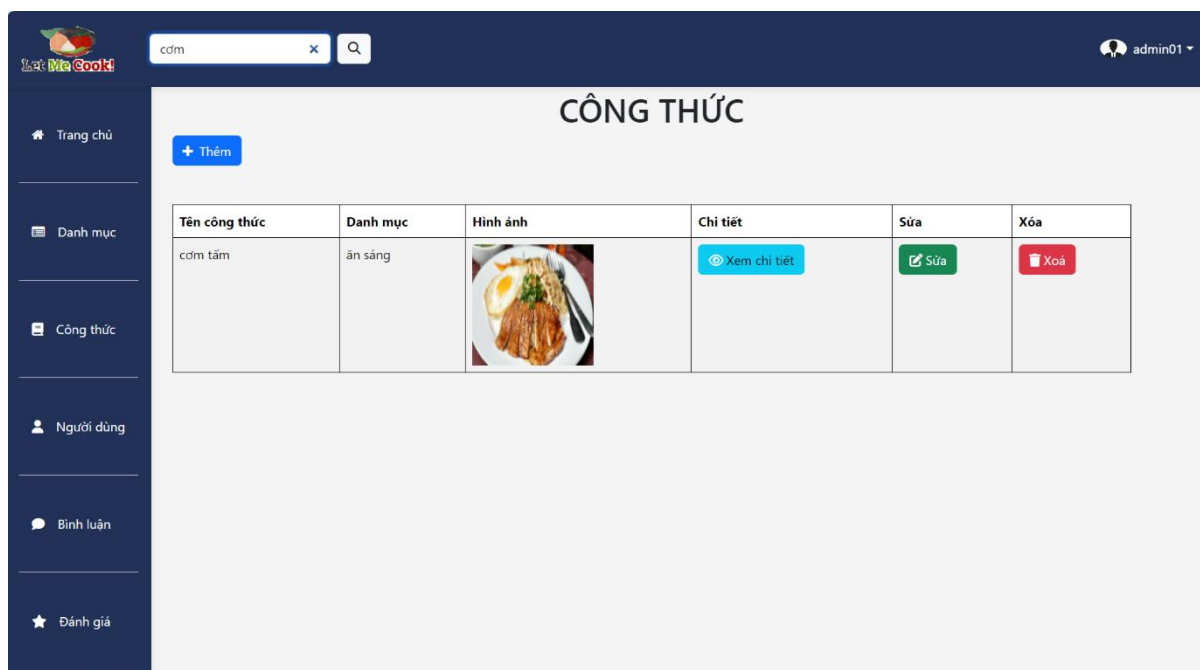 Let Me Cook!
cơm
admin01
CÔNG THỨC
Trang chủ
Thêm
Danh mục
Công thức
Người dùng
Bình luận
Đánh giá
Tên công thức Danh mục Hình ảnh Chi tiết Sửa Xóa
cơm tấm ăn sáng Xem chi tiết Sửa Xoá